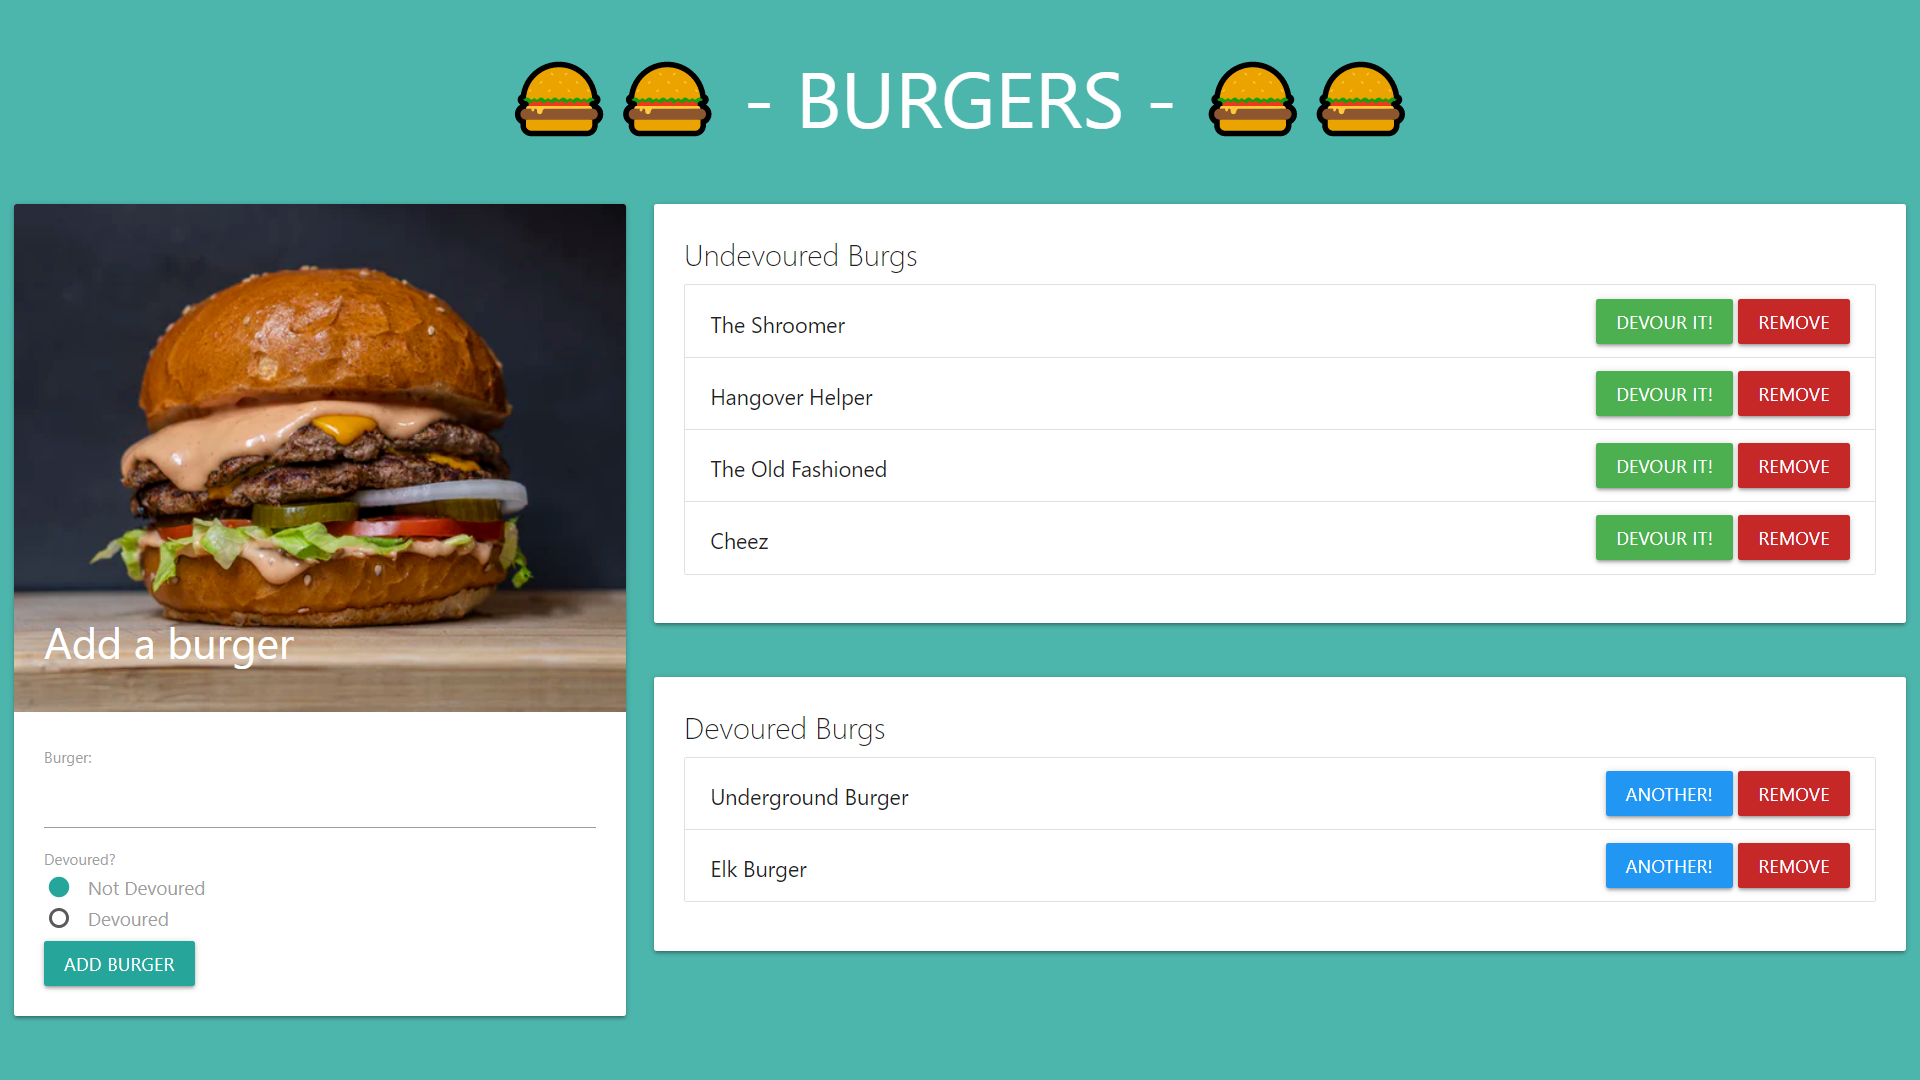 - BURGERS -
Add a burger
Burger:
Devoured?
Not Devoured
Devoured
ADD BURGER
Undevoured Burgs
The Shroomer DEVOUR IT! REMOVE
Hangover Helper DEVOUR IT! REMOVE
The Old Fashioned DEVOUR IT! REMOVE
Cheez DEVOUR IT! REMOVE
Devoured Burgs
Underground Burger ANOTHER! REMOVE
Elk Burger ANOTHER! REMOVE